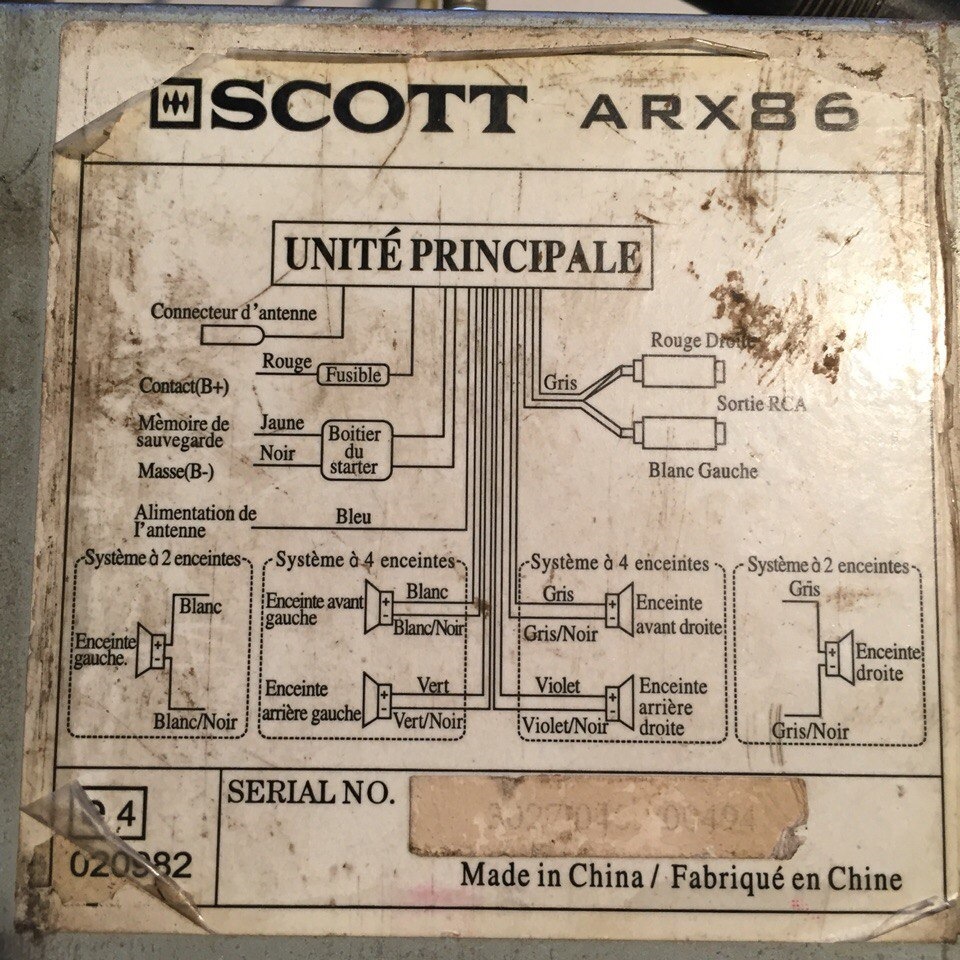 SCOTT ARX86
UNITÉ PRINCIPALE
Connecteur d'antenne
Rouge
Fusible
Contact(B+)
Mèmoire de
sauvegarde
Jaune
Noir
Boitier
du
starter
Masse(B-)
Alimentation de
l'antenne
Bleu
Rouge Droite
Gris
Sortie RCA
Blanc Gauche
Système à 2 enceintes
Blanc
Enceinte
gauche.
Blanc/Noir
Système à 4 enceintes
Enceinte avant
gauche
Blanc
Blanc/Noir
Enceinte
arrière gauche
Vert
Vert/Noir
Système à 4 enceintes
Gris
Gris/Noir
Enceinte
avant droite
Violet
Violet/Noir
Enceinte
arrière
droite
Système à 2 enceintes
Gris
Enceinte
droite
Gris/Noir
4
020982
SERIAL NO.
Made in China / Fabriqué en Chine